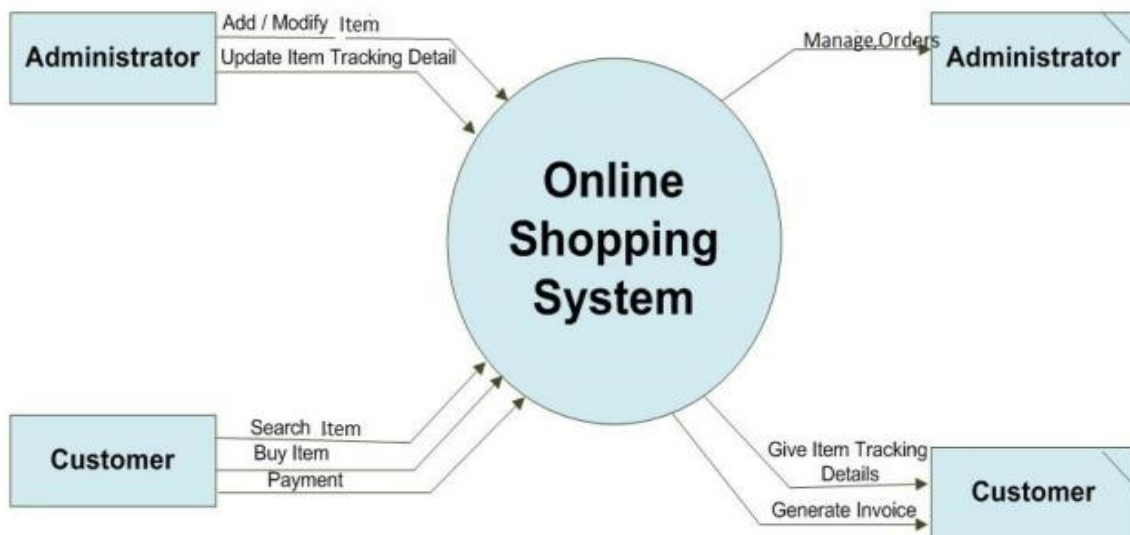 Administrator
Add / Modify Item
Update Item Tracking Detail
Manage Orders
Administrator
Online
Shopping
System
Customer
Search Item
Buy Item
Payment
Give Item Tracking
Details
Generate Invoice
Customer